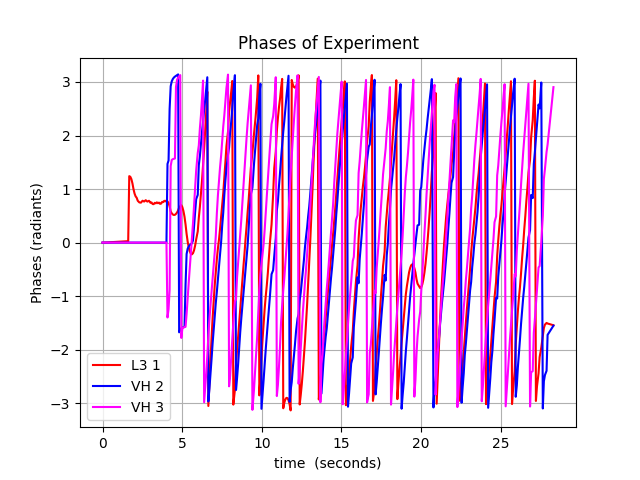 Phases of Experiment
Phases (radiants)
3
2
1
0
−1
−2
−3
L3 1
VH 2
VH 3
0 5 10 15 20 25
time (seconds)